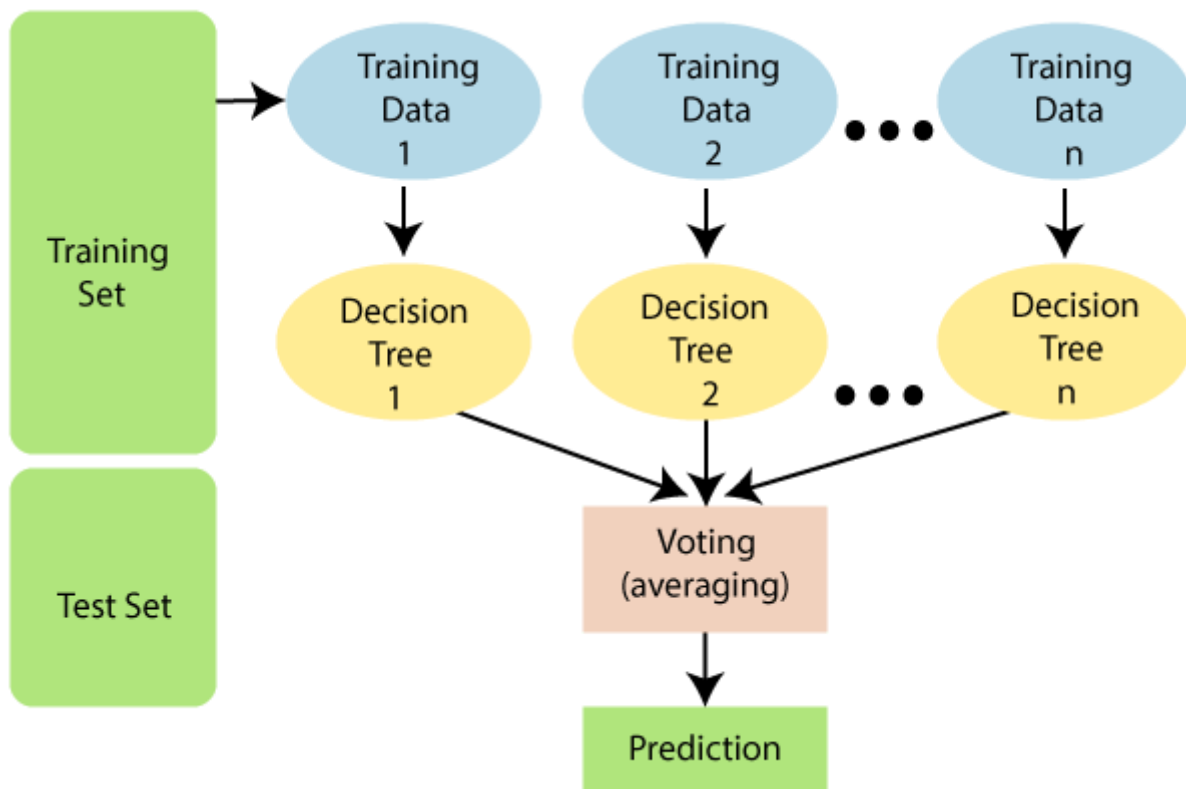 Training
Data
1
Training
Data
2
Training
Data
n
Training
Set
Decision
Tree
1
Decision
Tree
2
Decision
Tree
n
Test Set
Voting
(averaging)
Prediction